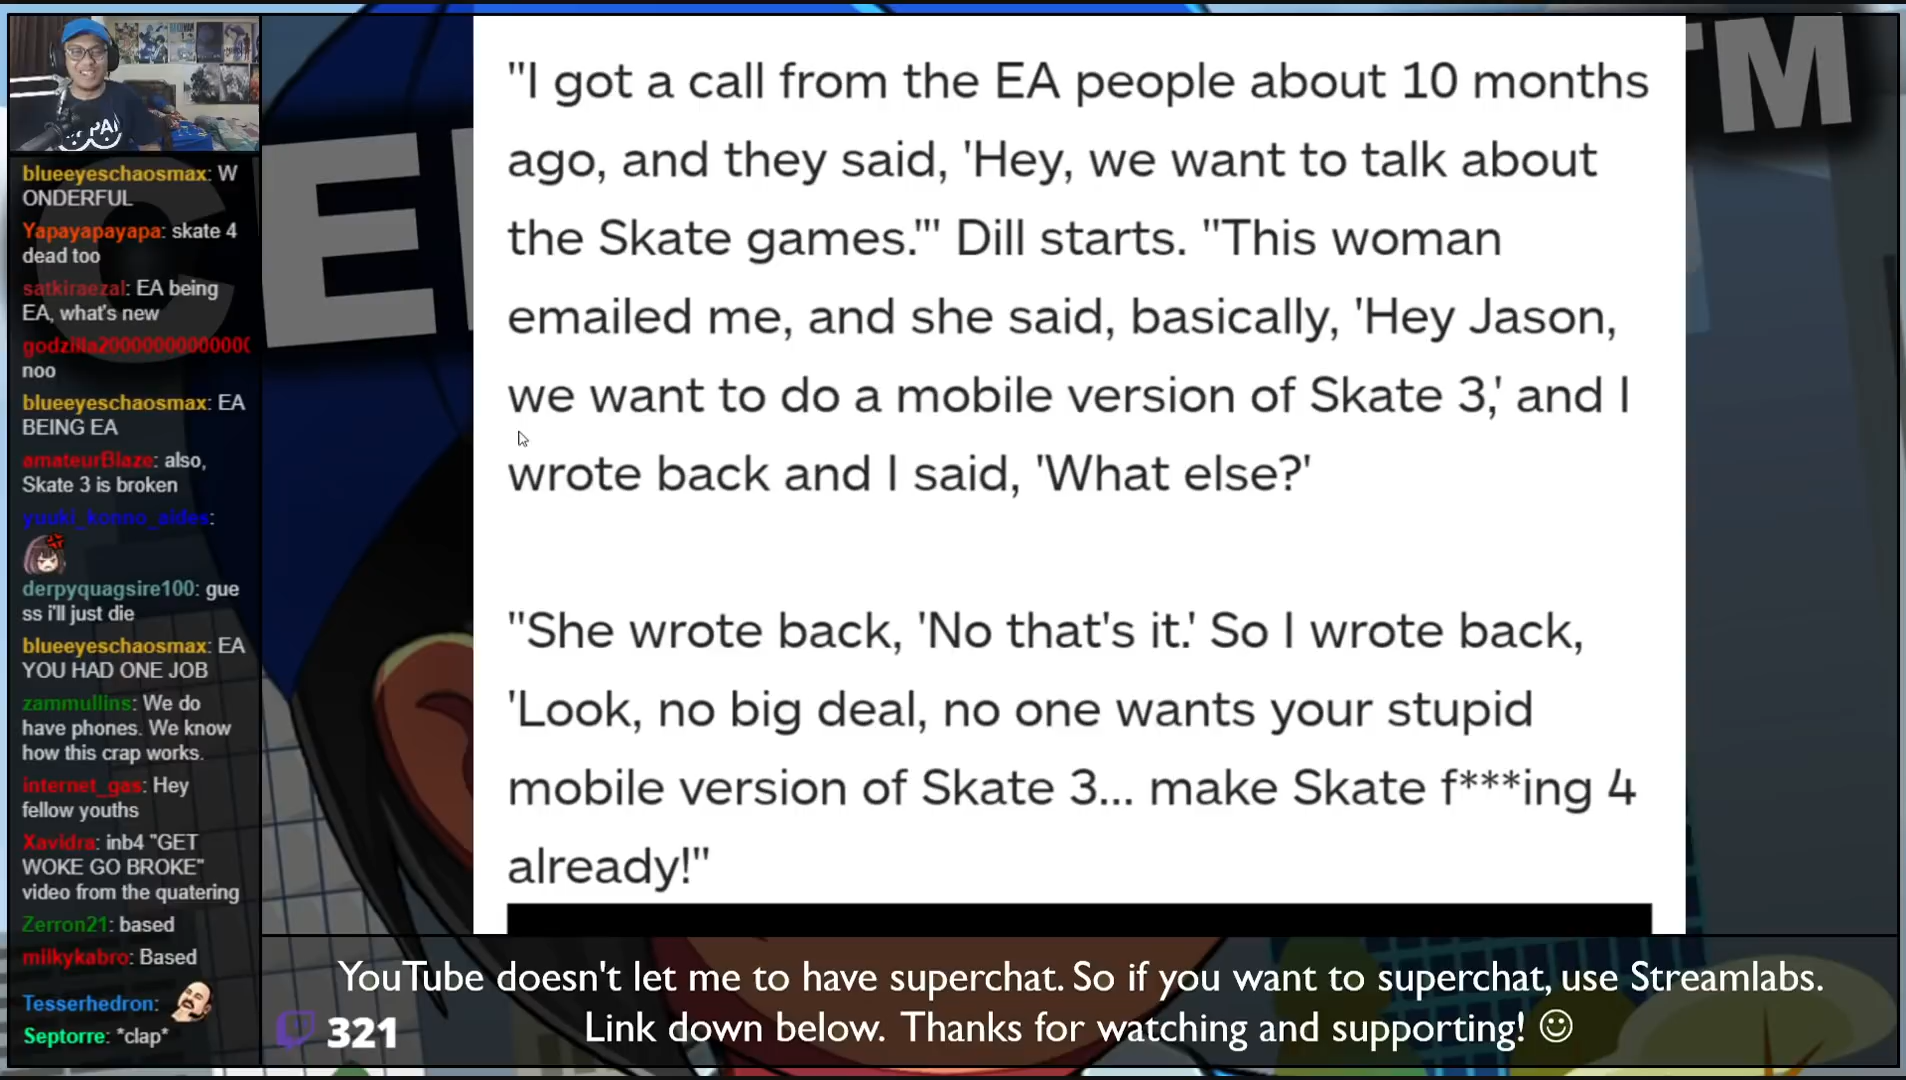 "I got a call from the EA people about 10 months
ago, and they said, 'Hey, we want to talk about
the Skate games.'" Dill starts. "This woman
emailed me, and she said, basically, 'Hey Jason,
we want to do a mobile version of Skate 3,' and I
wrote back and I said, 'What else?'
"She wrote back, 'No that's it.' So I wrote back,
'Look, no big deal, no one wants your stupid
mobile version of Skate 3... make Skate f***ing 4
already!"
blueeyeschaosmax: W
ONDERFUL
Yapayapayapa: skate 4
dead too
satkiraezal: EA being
EA, what's new
noo
blueeyeschaosmax: EA
BEING EA
amateurBlaze: also,
Skate 3 is broken
yuuki_konno_aides:
derpyquagsire100: gue
ss i'll just die
blueeyeschaosmax: EA
YOU HAD ONE JOB
zammullins: We do
have phones. We know
how this crap works.
internet_gas: Hey
fellow youths
Xavidra: inb4 "GET
WOKE GO BROKE"
video from the quatering
Zerron21: based
milkykabro: Based
Tesserhedron:
Septorre: *clap*
YouTube doesn't let me to have superchat. So if you want to superchat, use Streamlabs.
321
Link down below. Thanks for watching and supporting! ☺